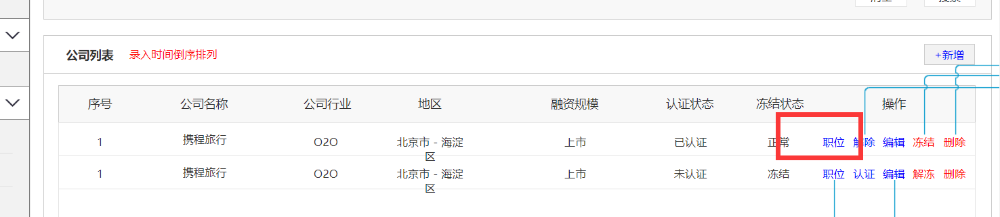 公司列表 录入时间倒序排列 +新增
序号 公司名称 公司行业 地区 融资规模 认证状态 冻结状态 操作
1 携程旅行 O2O 北京市 - 海淀区 上市 已认证 正常 职位 解除 编辑 冻结 删除
1 携程旅行 O2O 北京市 - 海淀区 上市 未认证 冻结 职位 认证 编辑 解冻 删除